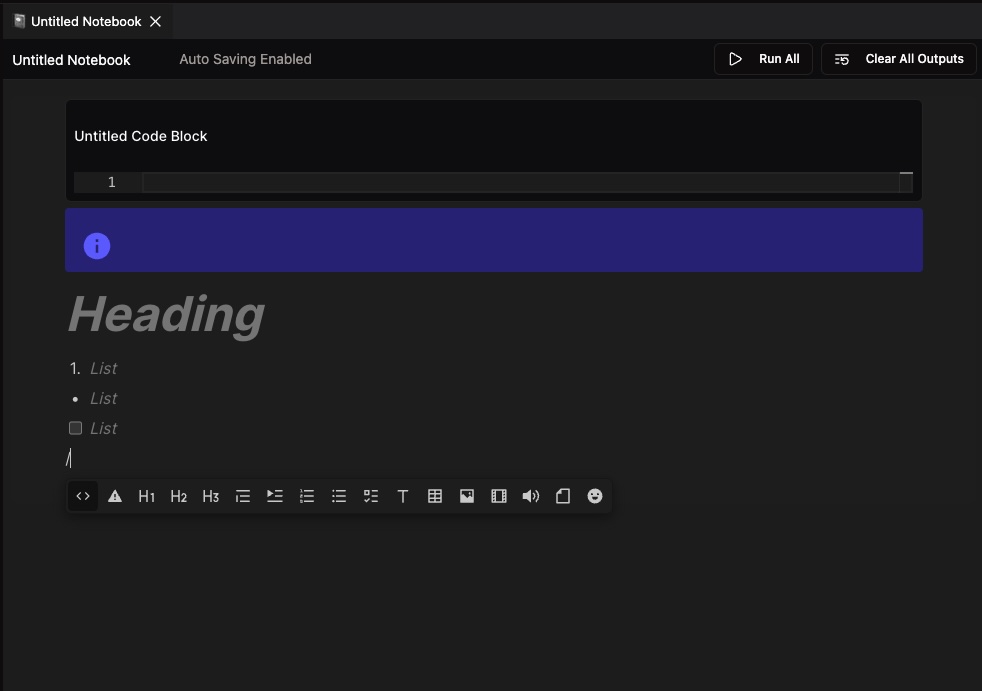 Untitled Notebook
Untitled Notebook Auto Saving Enabled Run All Clear All Outputs
Untitled Code Block
1
Heading
1. List
• List
List
/
H1 H2 H3 T